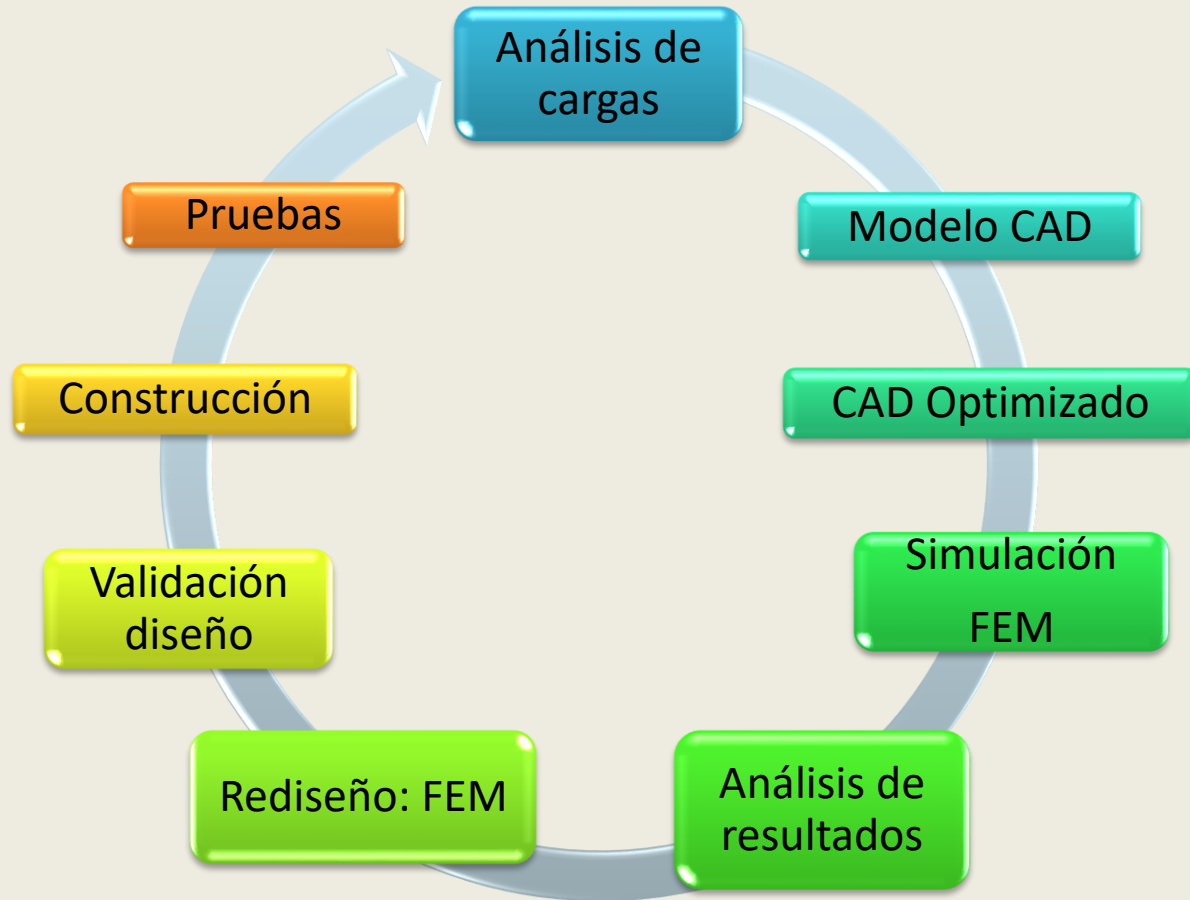 Análisis de
cargas
Modelo CAD
CAD Optimizado
Simulación
FEM
Análisis de
resultados
Rediseño: FEM
Validación
diseño
Construcción
Pruebas